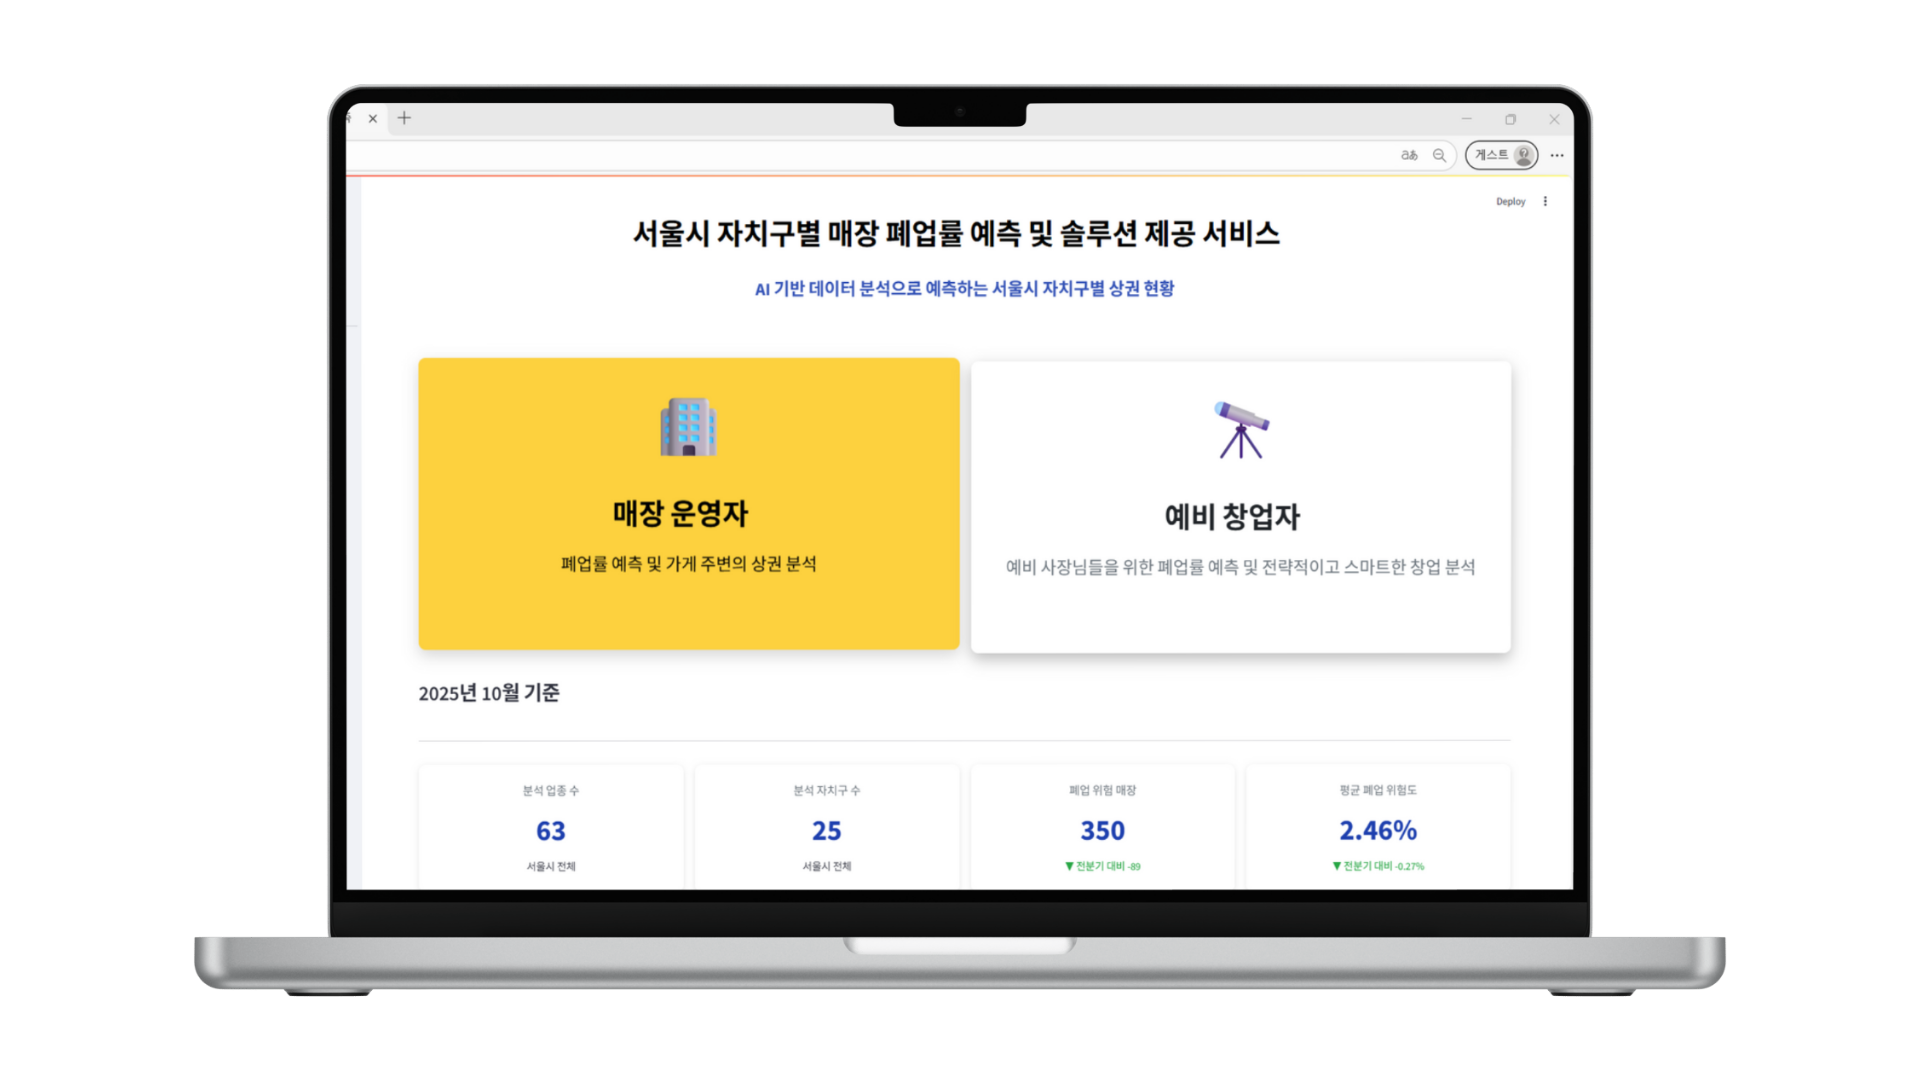 aあ
게스트
Deploy
서울시 자치구별 매장 폐업률 예측 및 솔루션 제공 서비스
AI 기반 데이터 분석으로 예측하는 서울시 자치구별 상권 현황
매장 운영자
폐업률 예측 및 가게 주변의 상권 분석
예비 창업자
예비 사장님들을 위한 폐업률 예측 및 전략적이고 스마트한 창업 분석
2025년 10월 기준
분석 업종 수
63
서울시 전체
분석 자치구 수
25
서울시 전체
폐업 위험 매장
350
▼ 전분기 대비 -89
평균 폐업 위험도
2.46%
▼ 전분기 대비 -0.27%